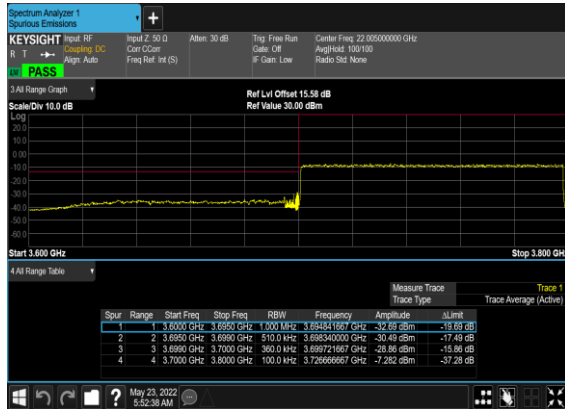 Spectrum Analyzer 1
Spurious Emissions
+
KEYSIGHT Input: RF Input Z: 50 Ω Atten: 30 dB Trig: Free Run Center Freq: 22.005000000 GHz
R T Coupling: DC Corr CCorr Gate: Off Avg|Hold: 100/100
Align: Auto Freq Ref: Int (S) IF Gain: Low Radio Std: None
PASS
3 All Range Graph
Ref Lvl Offset 15.58 dB
Scale/Div 10.0 dB Ref Value 30.00 dBm
Log
20.0
10.0
0.00
-10.0
-20.0
-30.0
-40.0
-50.0
-60.0
Start 3.600 GHz Stop 3.800 GH
4 All Range Table
Measure Trace Trace 1
Trace Type Trace Average (Active)
Spur Range Start Freq Stop Freq RBW Frequency Amplitude ΔLimit
1 1 3.6000 GHz 3.6950 GHz 1.000 MHz 3.694841667 GHz -32.69 dBm -19.69 dB
2 2 3.6950 GHz 3.6990 GHz 510.0 kHz 3.698340000 GHz -30.49 dBm -17.49 dB
3 3 3.6990 GHz 3.7000 GHz 360.0 kHz 3.699721667 GHz -28.86 dBm -15.86 dB
4 4 3.7000 GHz 3.8000 GHz 100.0 kHz 3.726666667 GHz -7.282 dBm -37.28 dB
? May 23, 2022
5:52:38 AM